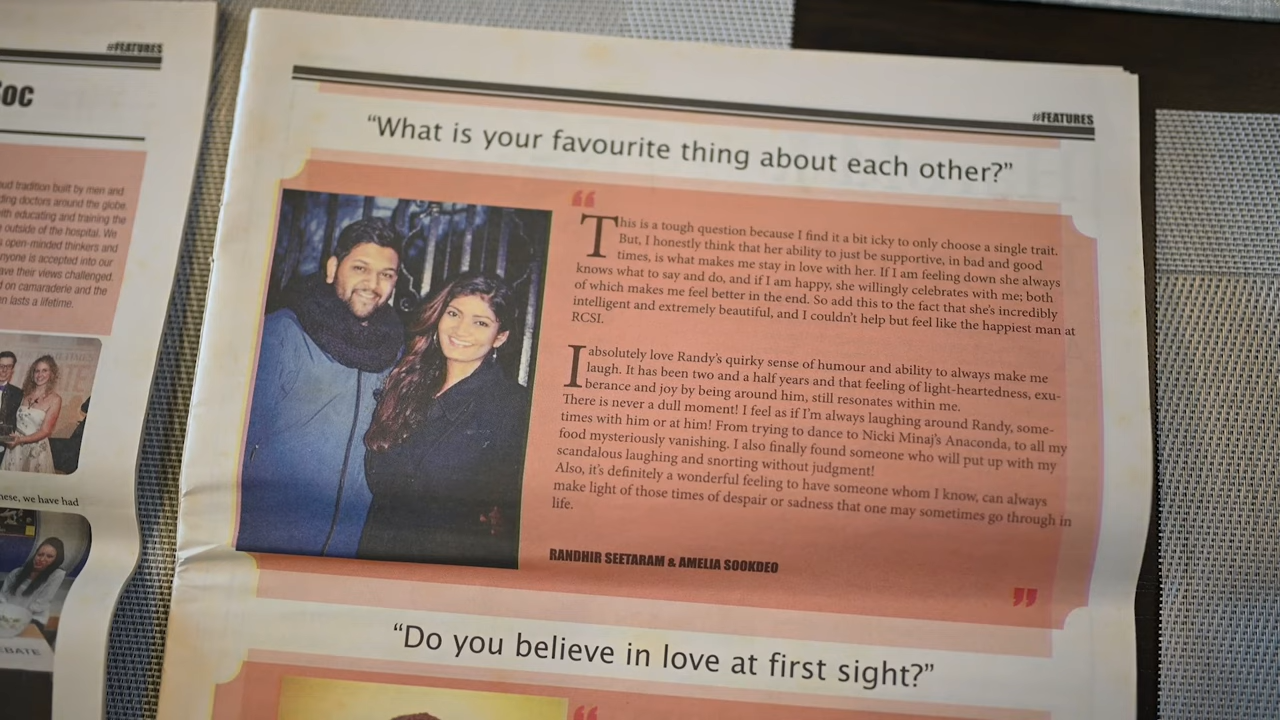 #FEATURES
oc
oud tradition built by men and
ding doctors around the globe.
ith educating and training the
outside of the hospital. We
s open-minded thinkers and
nyone is accepted into our
ave their views challenged.
d on camaraderie and the
n lasts a lifetime.
hese, we have had
EBATE
#FEATURES
“What is your favourite thing about each other?”
“
This is a tough question because I find it a bit icky to only choose a single trait.
But, I honestly think that her ability to just be supportive, in bad and good
times, is what makes me stay in love with her. If I am feeling down she always
knows what to say and do, and if I am happy, she willingly celebrates with me; both
of which makes me feel better in the end. So add this to the fact that she’s incredibly
intelligent and extremely beautiful, and I couldn’t help but feel like the happiest man at
RCSI.
I absolutely love Randy’s quirky sense of humour and ability to always make me
laugh. It has been two and a half years and that feeling of light-heartedness, exu-
berance and joy by being around him, still resonates within me.
There is never a dull moment! I feel as if I’m always laughing around Randy, some-
times with him or at him! From trying to dance to Nicki Minaj’s Anaconda, to all my
food mysteriously vanishing. I also finally found someone who will put up with my
scandalous laughing and snorting without judgment!
Also, it’s definitely a wonderful feeling to have someone whom I know, can always
make light of those times of despair or sadness that one may sometimes go through in
life.
RANDHIR SEETARAM & AMELIA SOOKDEO
”
“Do you believe in love at first sight?”
“